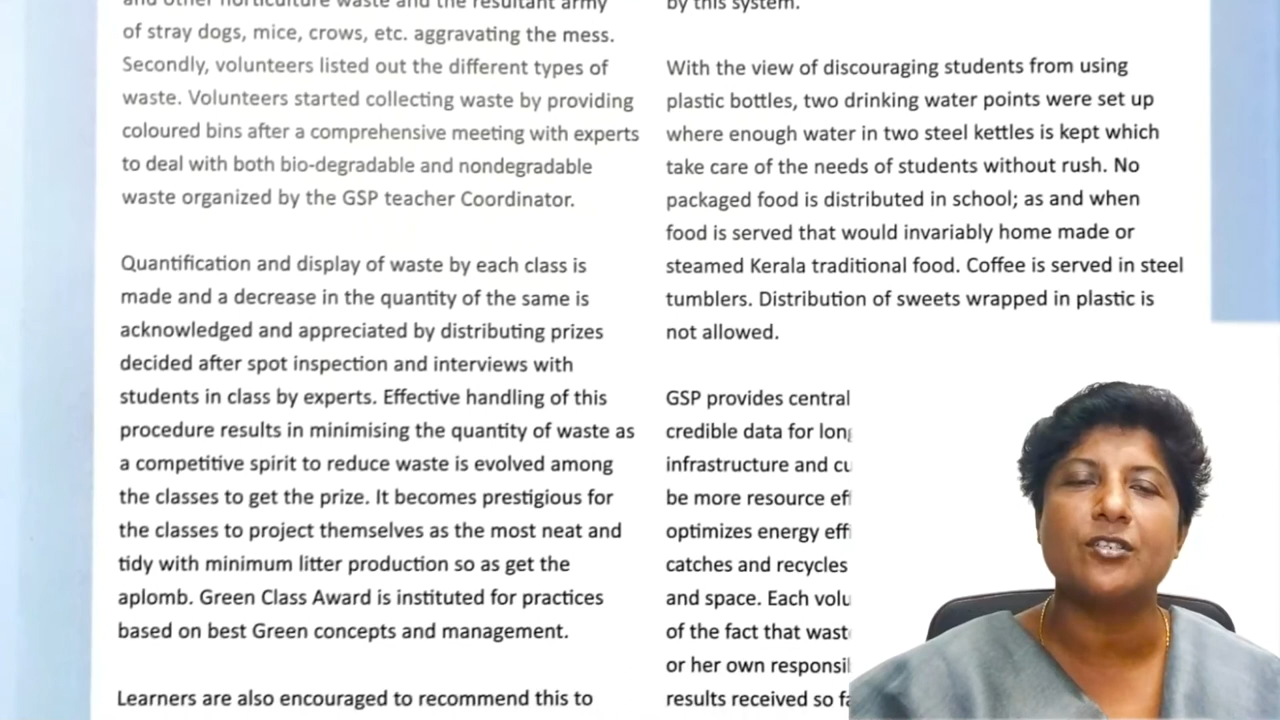 and other horticulture waste and the resultant army
of stray dogs, mice, crows, etc. aggravating the mess.
Secondly, volunteers listed out the different types of
waste. Volunteers started collecting waste by providing
coloured bins after a comprehensive meeting with experts
to deal with both bio-degradable and nondegradable
waste organized by the GSP teacher Coordinator.
Quantification and display of waste by each class is
made and a decrease in the quantity of the same is
acknowledged and appreciated by distributing prizes
decided after spot inspection and interviews with
students in class by experts. Effective handling of this
procedure results in minimising the quantity of waste as
a competitive spirit to reduce waste is evolved among
the classes to get the prize. It becomes prestigious for
the classes to project themselves as the most neat and
tidy with minimum litter production so as get the
aplomb. Green Class Award is instituted for practices
based on best Green concepts and management.
Learners are also encouraged to recommend this to
by this system.
With the view of discouraging students from using
plastic bottles, two drinking water points were set up
where enough water in two steel kettles is kept which
take care of the needs of students without rush. No
packaged food is distributed in school; as and when
food is served that would invariably home made or
steamed Kerala traditional food. Coffee is served in steel
tumblers. Distribution of sweets wrapped in plastic is
not allowed.
GSP provides central
credible data for
infrastructure and
be more resource
optimizes energy
catches and recycles
and space. Each
of the fact that
or her own
results received so